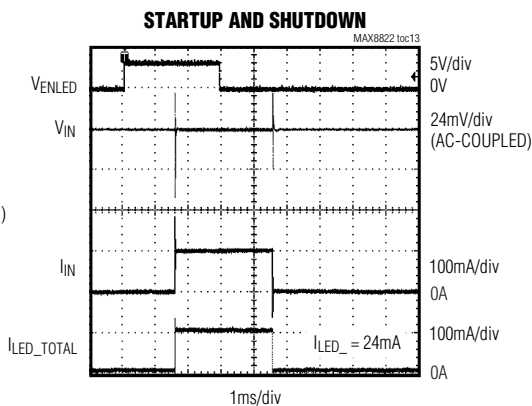 STARTUP AND SHUTDOWN
MAX8822 toc13
VENLED
5V/div
0V
VIN
24mV/div
(AC-COUPLED)
)
IIN
100mA/div
0A
ILED_TOTAL
ILED_ = 24mA
100mA/div
0A
1ms/div